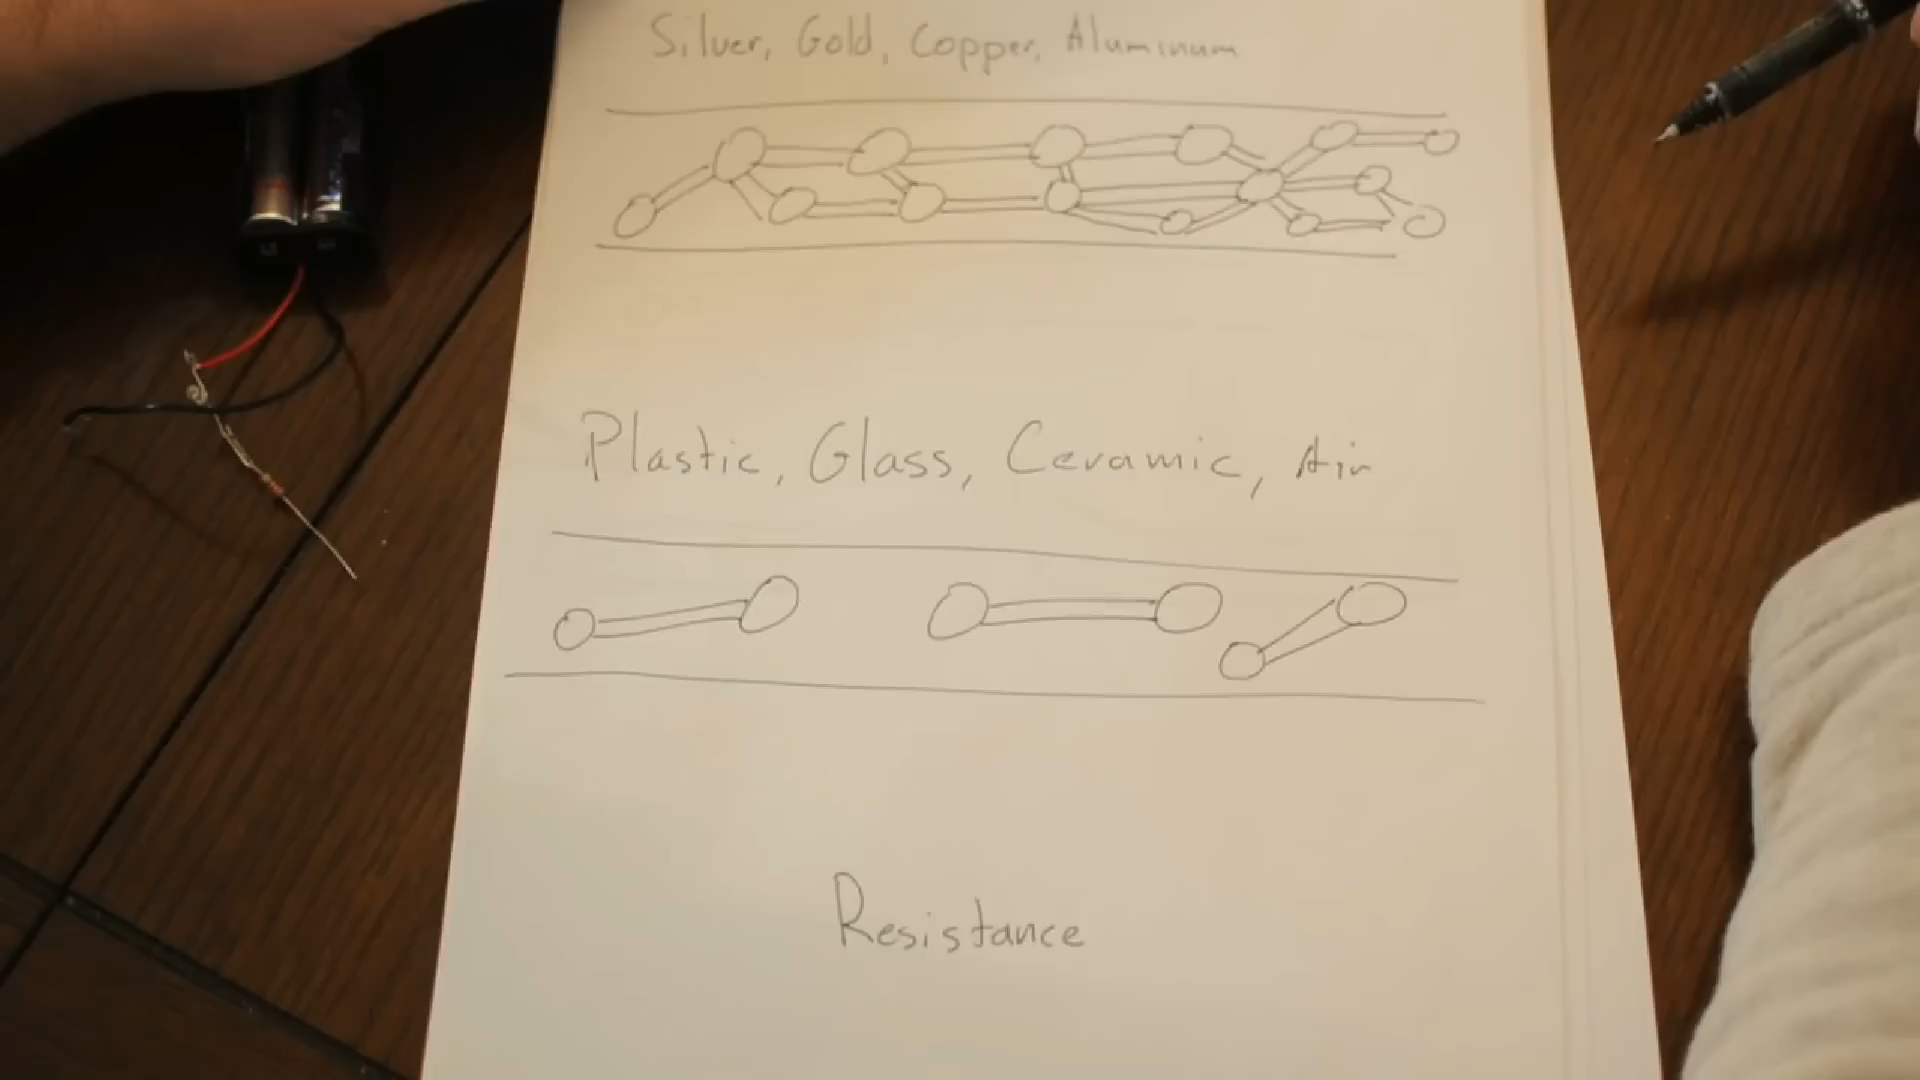 Silver, Gold, Copper, Aluminum
Plastic, Glass, Ceramic, Air
Resistance